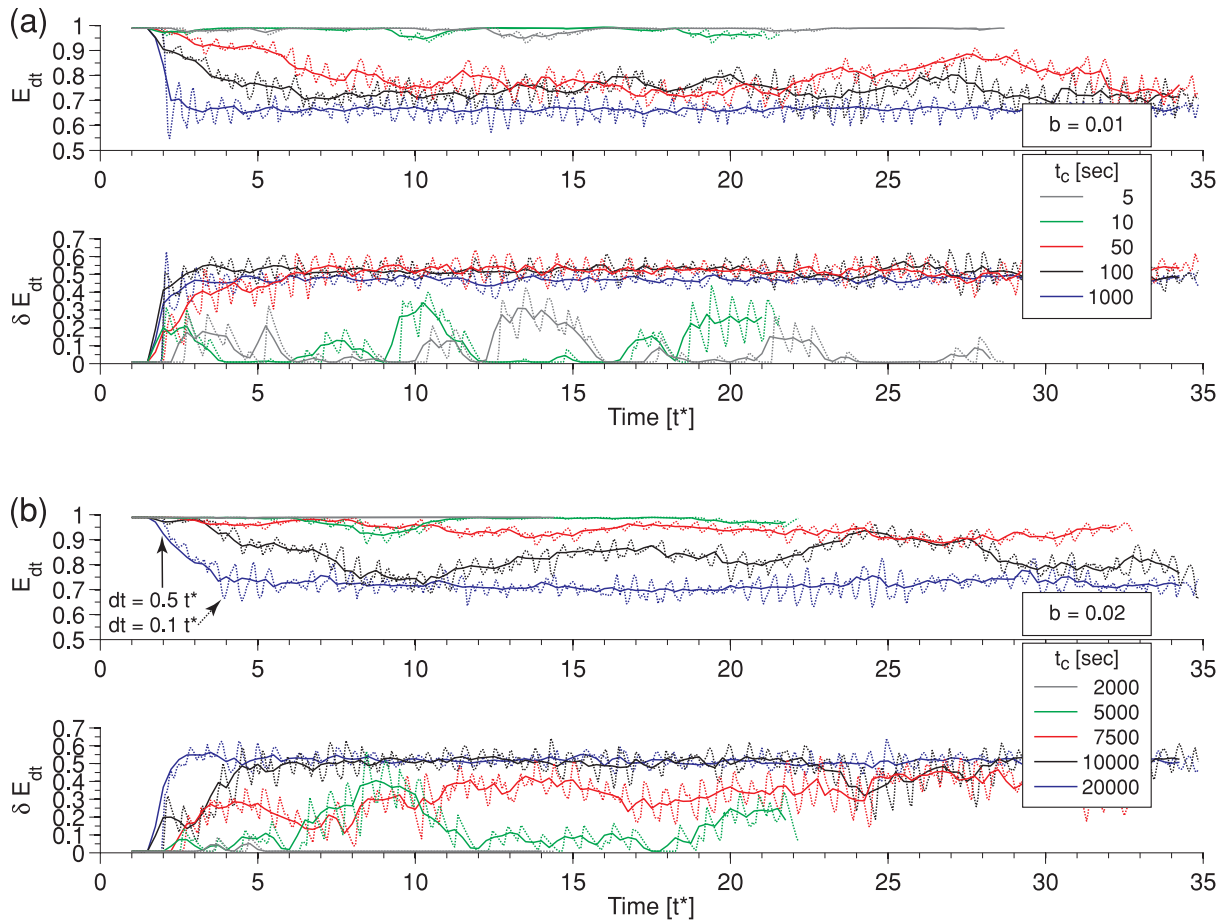 (a)
1
0.9
0.8
0.7
0.6
0.5
E_dt
0 5 10 15 20 25 30 35
b = 0.01
t_c [sec]
5
10
50
100
1000
0.7
0.6
0.5
0.4
0.3
0.2
0.1
0
δ E_dt
0 5 10 15 20 25 30 35
Time [t*]
(b)
1
0.9
0.8
0.7
0.6
0.5
E_dt
dt = 0.5 t*
dt = 0.1 t*
0 5 10 15 20 25 30 35
b = 0.02
t_c [sec]
2000
5000
7500
10000
20000
0.7
0.6
0.5
0.4
0.3
0.2
0.1
0
δ E_dt
0 5 10 15 20 25 30 35
Time [t*]